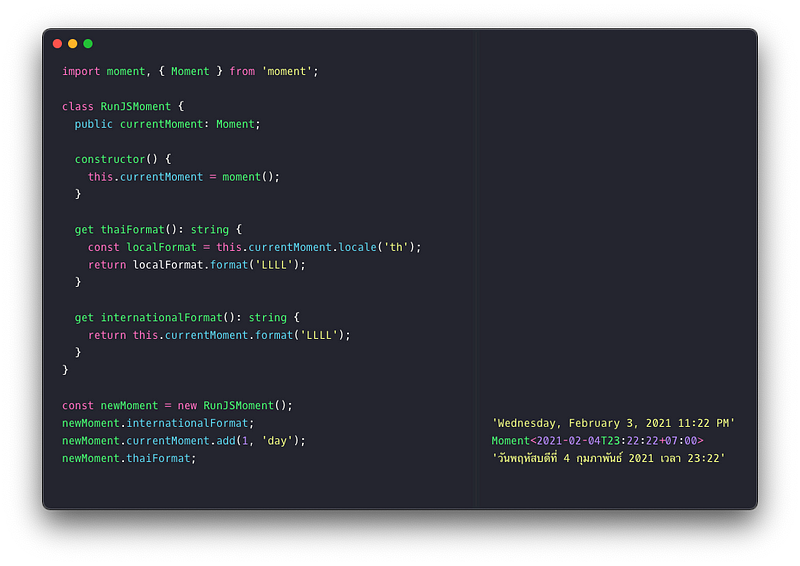 import moment, { Moment } from 'moment';
class RunJSMoment {
public currentMoment: Moment;
constructor() {
this.currentMoment = moment();
}
get thaiFormat(): string {
const localFormat = this.currentMoment.locale('th');
return localFormat.format('LLLL');
}
get internationalFormat(): string {
return this.currentMoment.format('LLLL');
}
}
const newMoment = new RunJSMoment();
newMoment.internationalFormat;
newMoment.currentMoment.add(1, 'day');
newMoment.thaiFormat;
'Wednesday, February 3, 2021 11:22 PM'
Moment<2021-02-04T23:22:22+07:00>
'วันพฤหัสบดีที่ 4 กุมภาพันธ์ 2021 เวลา 23:22'